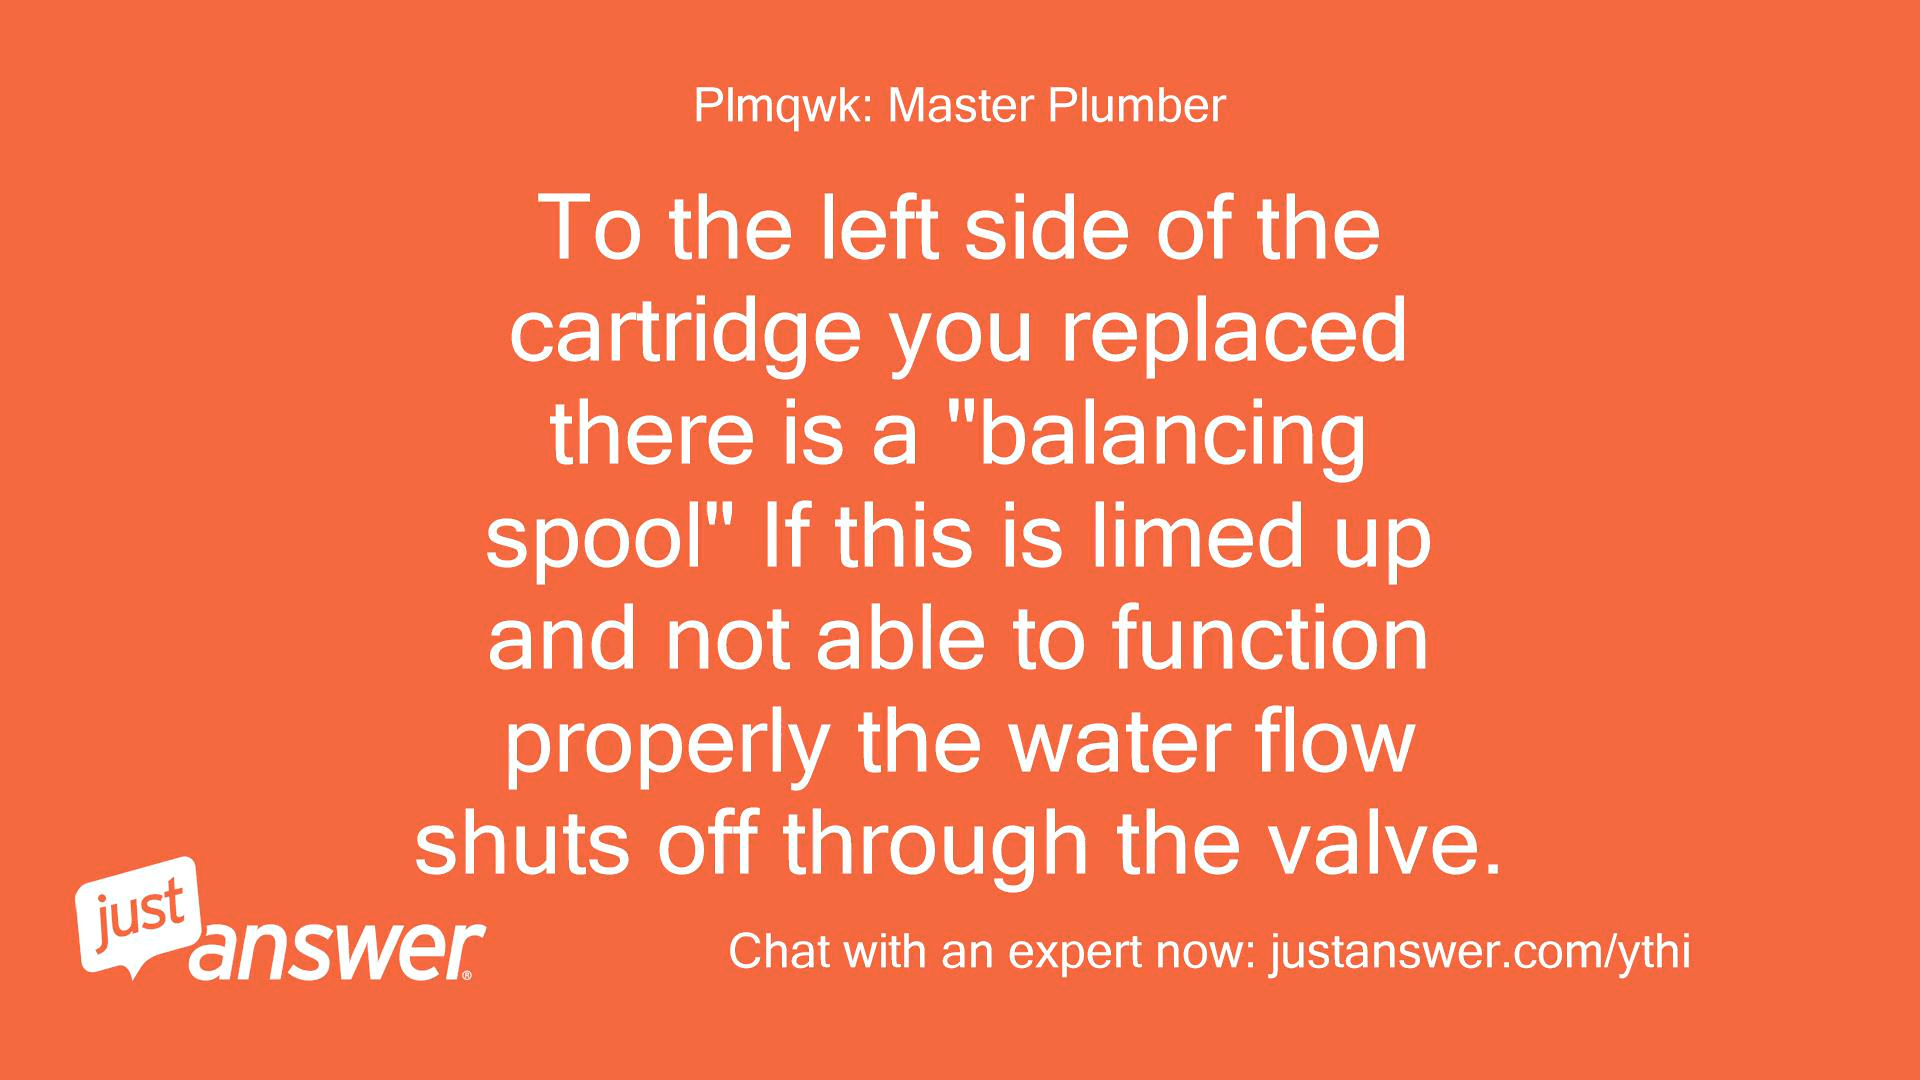 Plmqwk: Master Plumber
To the left side of the
cartridge you replaced
there is a "balancing
spool" If this is limed up
and not able to function
properly the water flow
shuts off through the valve.
just
answer®
Chat with an expert now: justanswer.com/ythi